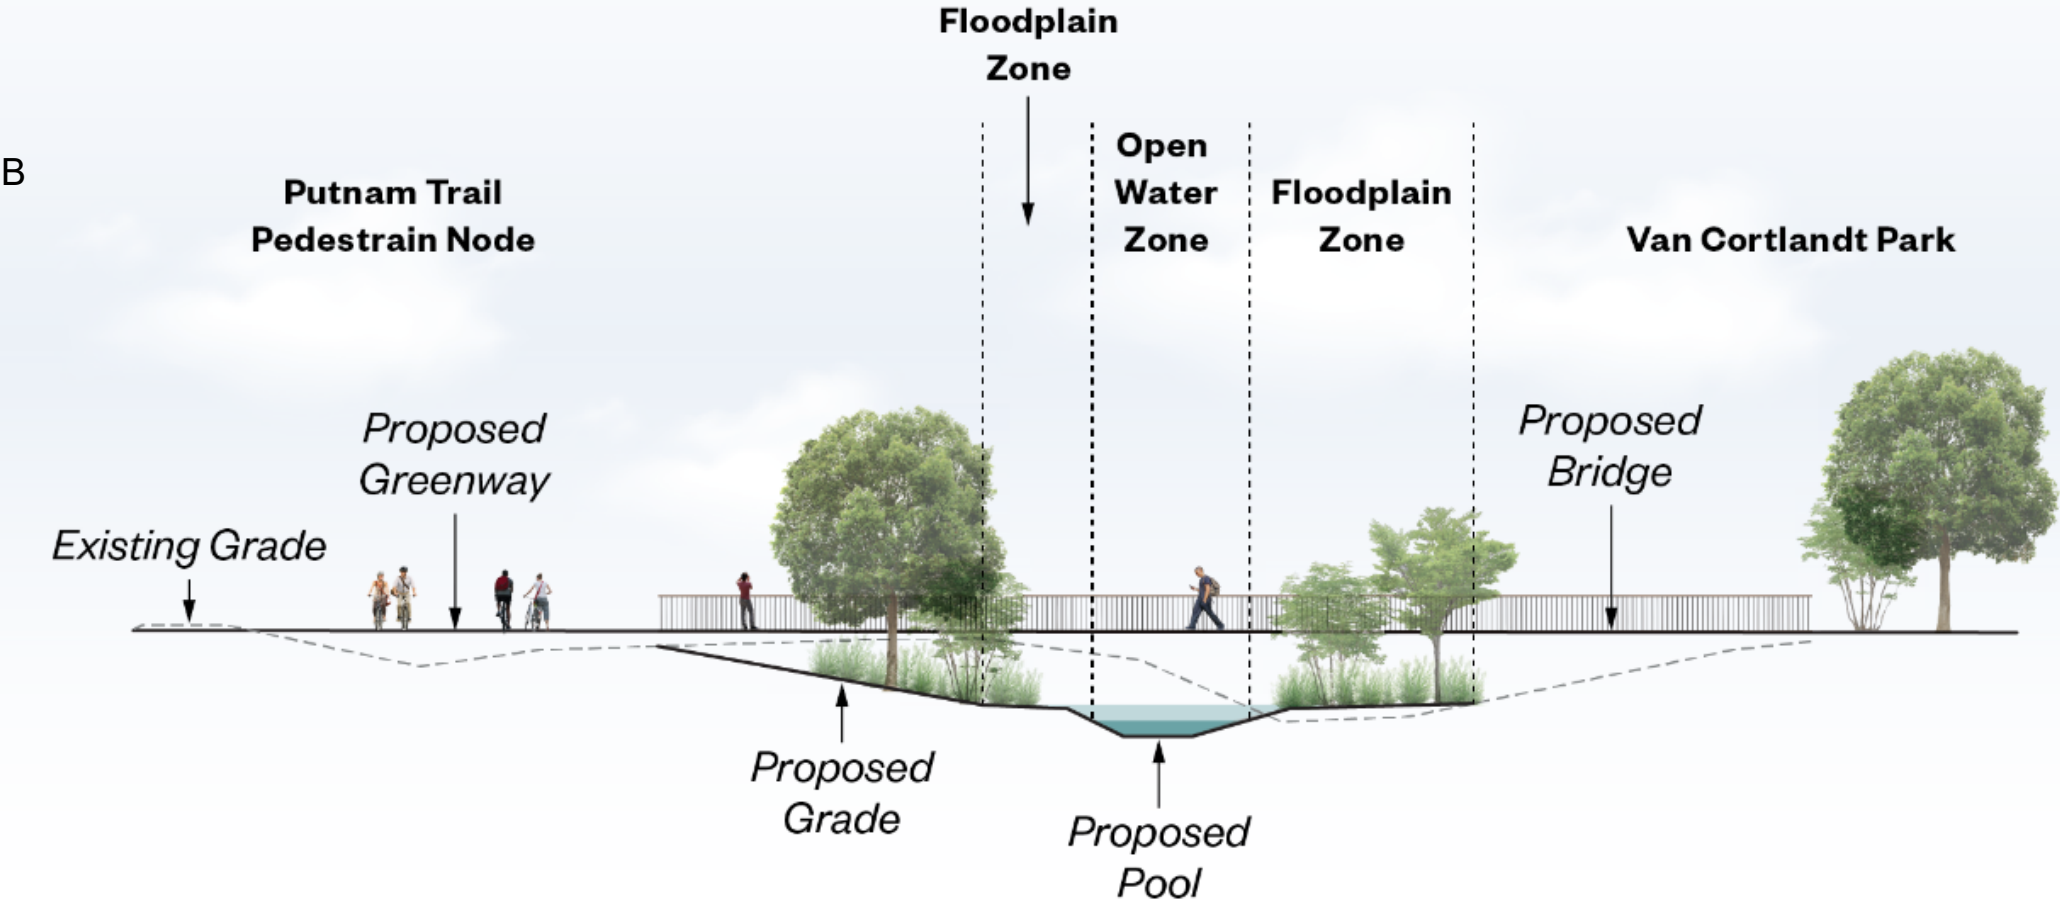 Floodplain
Zone
B
Putnam Trail
Pedestrain Node
Open
Water
Zone
Floodplain
Zone
Van Cortlandt Park
Proposed
Greenway
Existing Grade
Proposed
Bridge
Proposed
Grade
Proposed
Pool